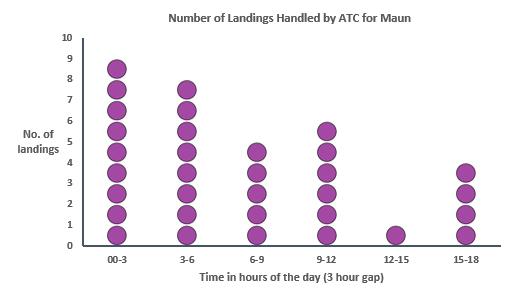 Number of Landings Handled by ATC for Maun
10
9
8
7
6
5
4
3
2
1
0
No. of
landings
00-3 3-6 6-9 9-12 12-15 15-18
Time in hours of the day (3 hour gap)